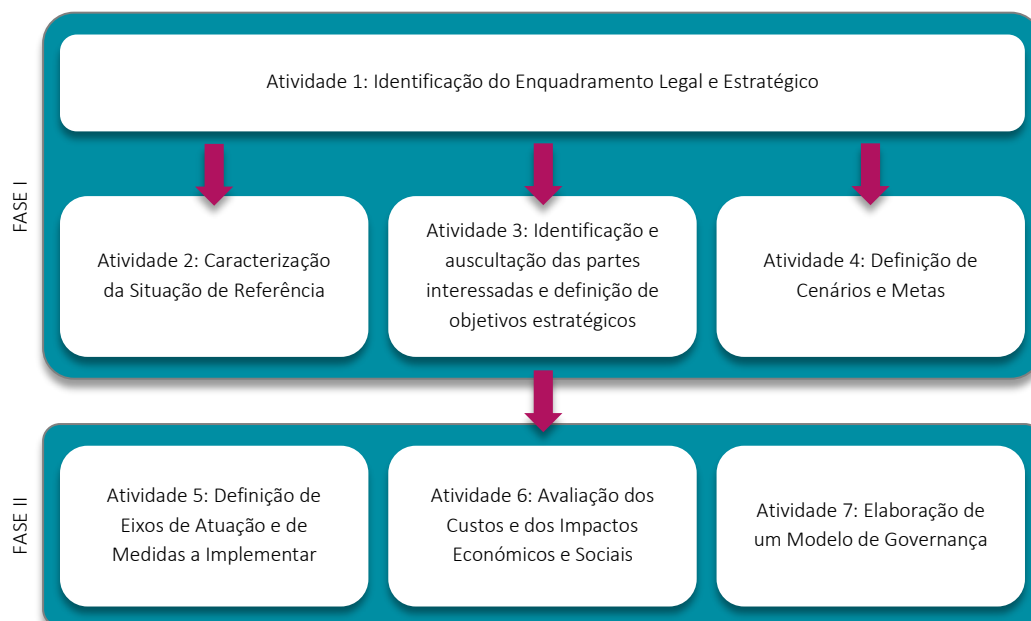 FASE I
Atividade 1: Identificação do Enquadramento Legal e Estratégico
Atividade 2: Caracterização
da Situação de Referência
Atividade 3: Identificação e
auscultação das partes
interessadas e definição de
objetivos estratégicos
Atividade 4: Definição de
Cenários e Metas
FASE II
Atividade 5: Definição de
Eixos de Atuação e de
Medidas a Implementar
Atividade 6: Avaliação dos
Custos e dos Impactos
Económicos e Sociais
Atividade 7: Elaboração de
um Modelo de Governança